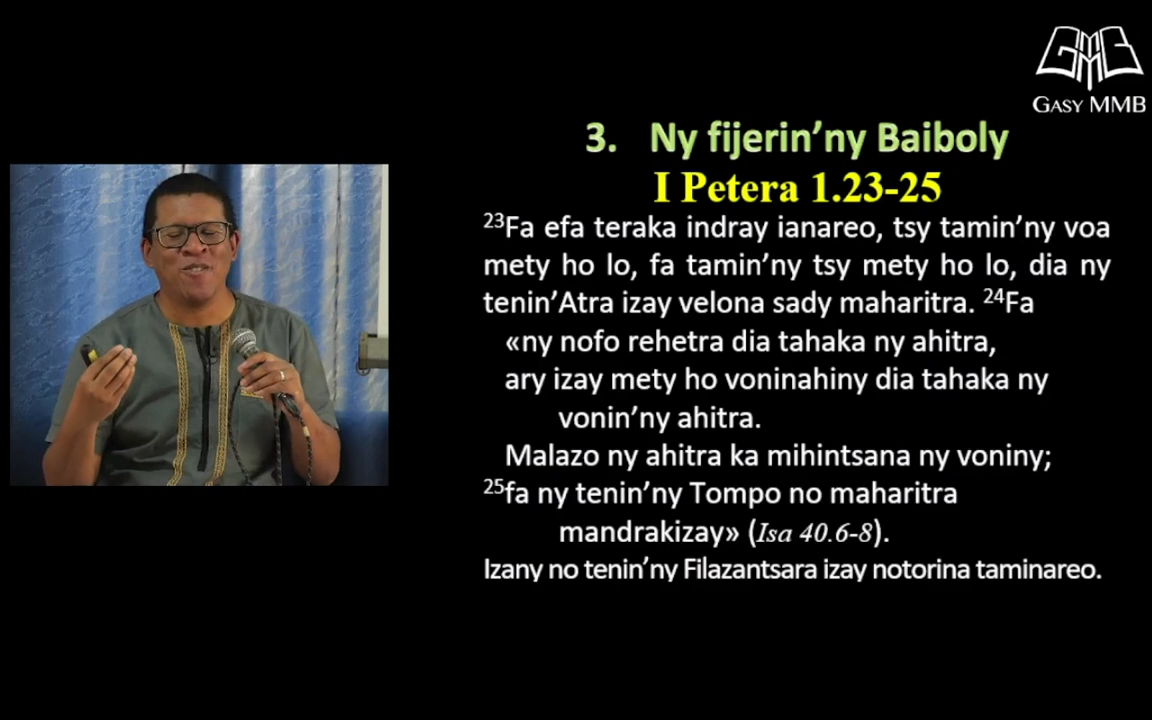 GMMB
GASY MMB
3. Ny fijerin’ny Baiboly
I Petera 1.23-25
²³Fa efa teraka indray ianareo, tsy tamin’ny voa
mety ho lo, fa tamin’ny tsy mety ho lo, dia ny
tenin’Atra izay velona sady maharitra. ²⁴Fa
«ny nofo rehetra dia tahaka ny ahitra,
ary izay mety ho voninahiny dia tahaka ny
vonin’ny ahitra.
Malazo ny ahitra ka mihintsana ny voniny;
²⁵fa ny tenin’ny Tompo no maharitra
mandrakizay» (Isa 40.6-8).
Izany no tenin’ny Filazantsara izay notorina taminareo.